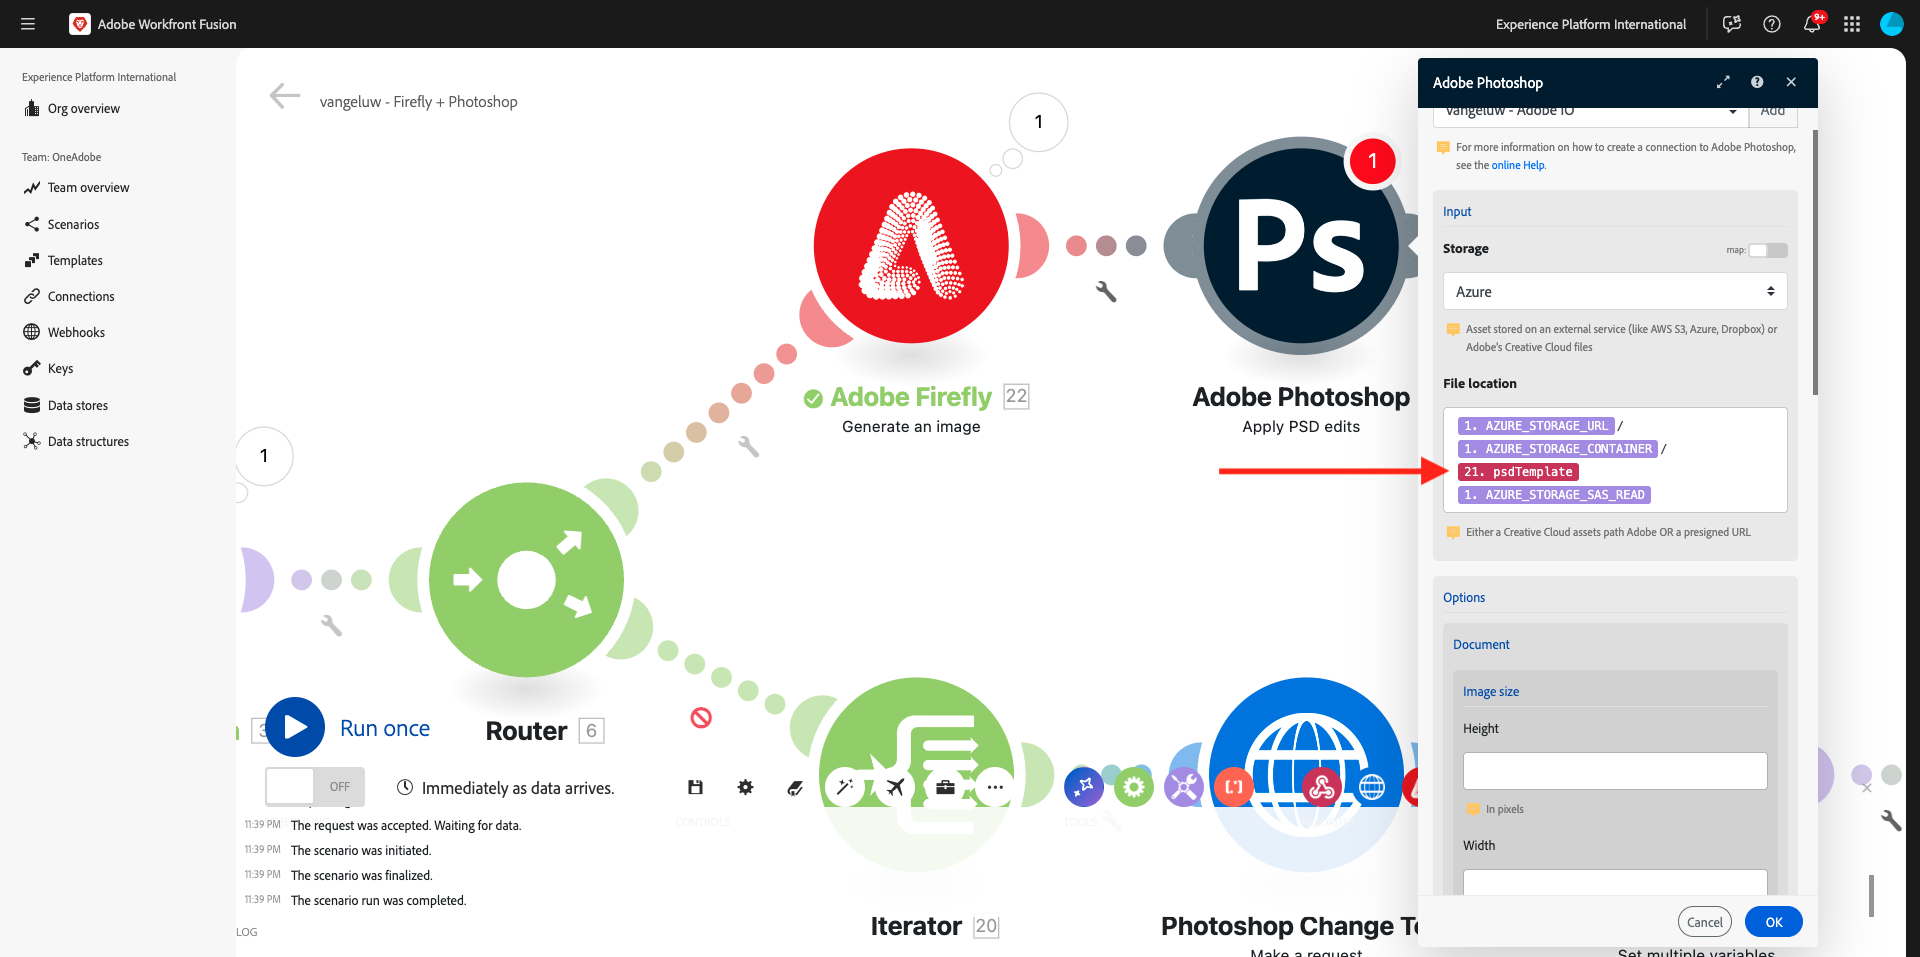 Adobe Workfront Fusion
Experience Platform International
9+
Experience Platform International
Org overview
Team: OneAdobe
Team overview
Scenarios
Templates
Connections
Webhooks
Keys
Data stores
Data structures
vangeluw - Firefly + Photoshop
1
1
Ps
1
Adobe Firefly 22
Generate an image
Adobe Photoshop
Apply PSD edits
Router 6
3
Run once
OFF
Immediately as data arrives.
CONTROLS
TOOLS
11:39 PM The request was accepted. Waiting for data.
11:39 PM The scenario was initiated.
11:39 PM The scenario was finalized.
11:39 PM The scenario run was completed.
LOG
Iterator 20
Photoshop Change Te
Make a request
Set multiple variables
Adobe Photoshop
vangeluw - Adobe IO
Add
For more information on how to create a connection to Adobe Photoshop,
see the online Help.
Input
Storage
map:
Azure
Asset stored on an external service (like AWS S3, Azure, Dropbox) or
Adobe's Creative Cloud files
File location
1. AZURE_STORAGE_URL /
1. AZURE_STORAGE_CONTAINER /
21. psdTemplate
1. AZURE_STORAGE_SAS_READ
Either a Creative Cloud assets path Adobe OR a presigned URL
Options
Document
Image size
Height
In pixels
Width
Cancel
OK